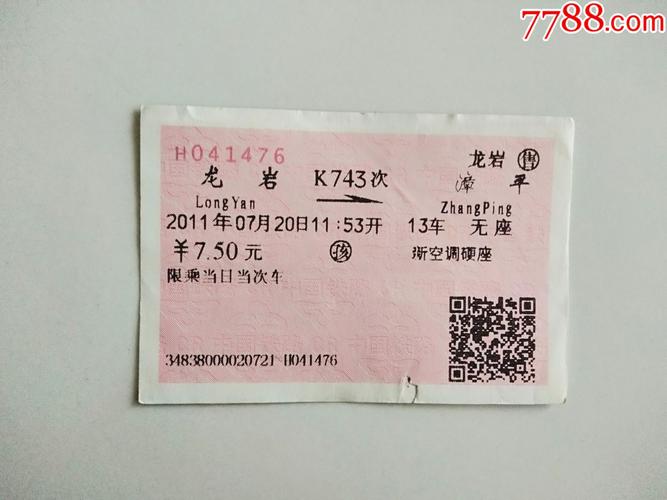 7788.com
H041476 龙岩 售
龙岩 K743次 漳平
LongYan ZhangPing
2011年07月20日11:53开 13车 无座
¥7.50元 孩 新空调硬座
限乘当日当次车
34838000020721 H041476